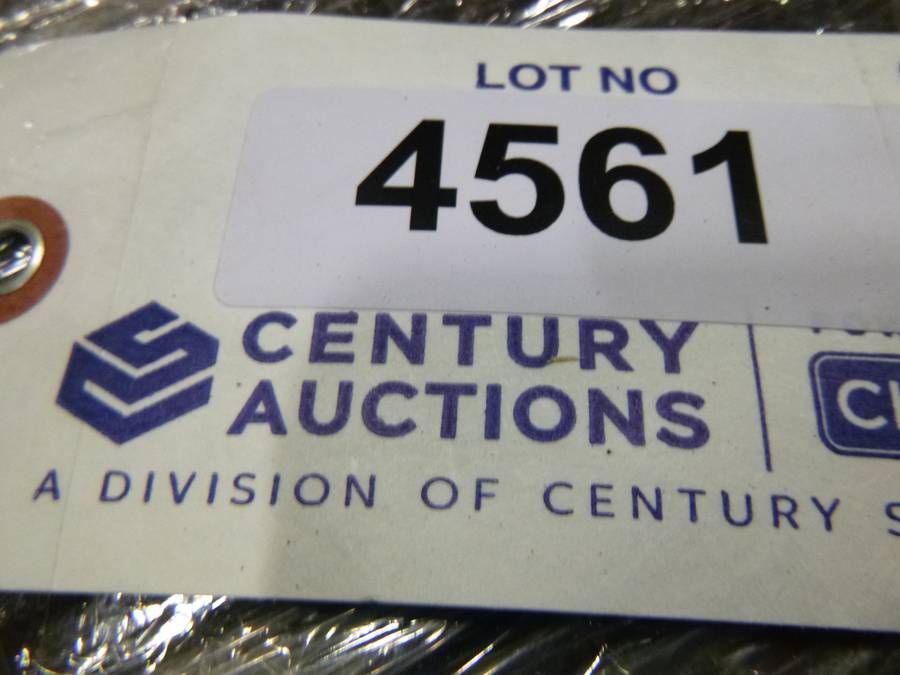 LOT NO
4561
CENTURY
AUCTIONS
A DIVISION OF CENTURY